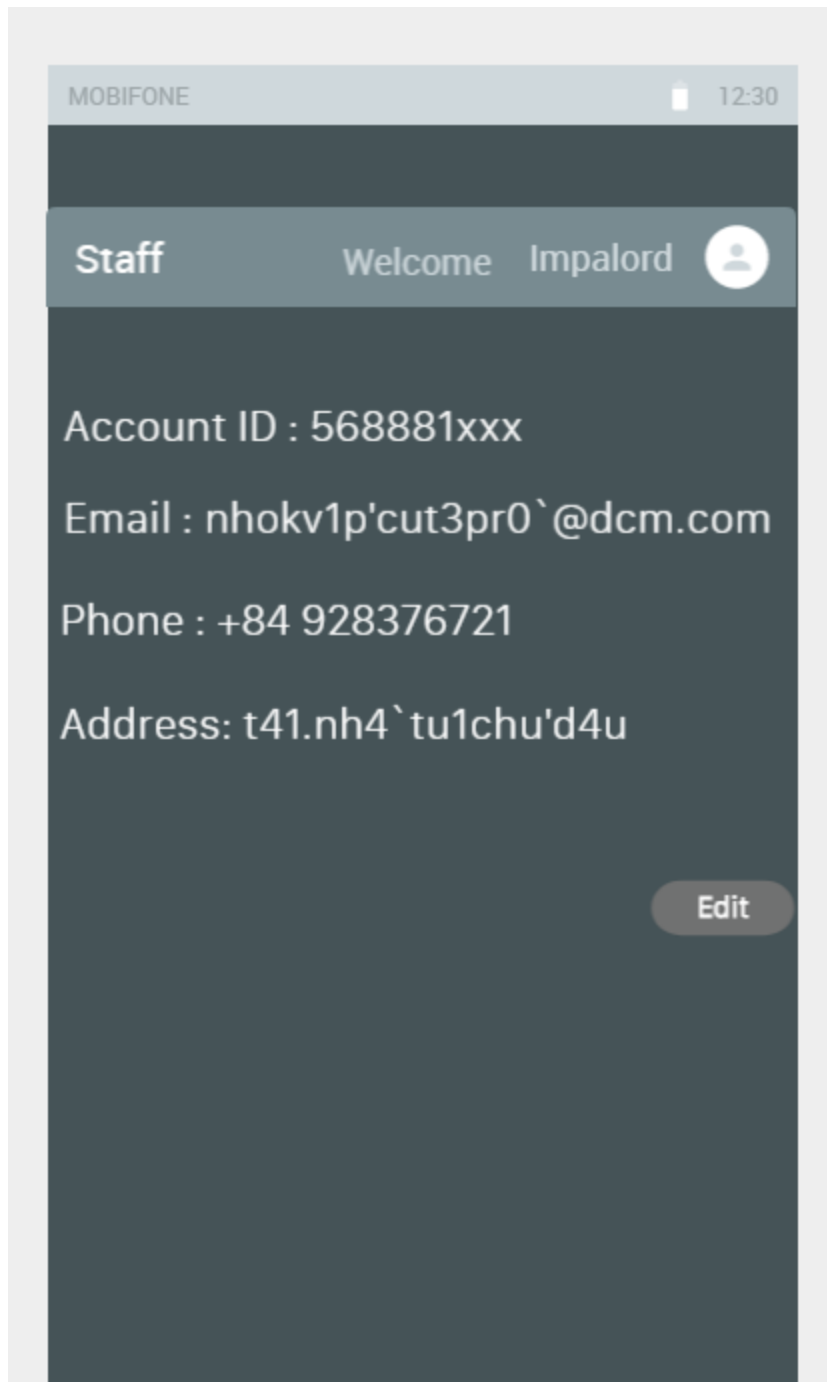 MOBIFONE 12:30
Staff Welcome Impalord
Account ID : 568881xxx
Email : nhokv1p'cut3pr0`@dcm.com
Phone : +84 928376721
Address: t41.nh4`tu1chu'd4u
Edit